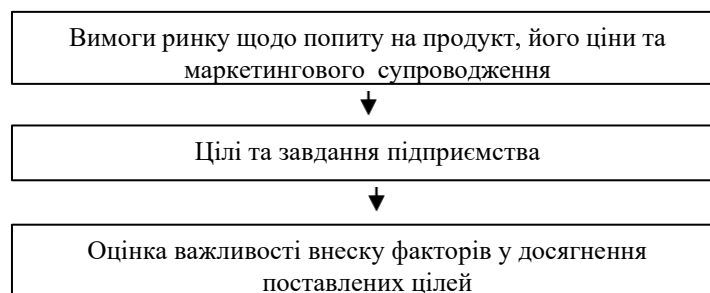 Вимоги ринку щодо попиту на продукт, його ціни та
маркетингового супроводження
Цілі та завдання підприємства
Оцінка важливості внеску факторів у досягнення
поставлених цілей